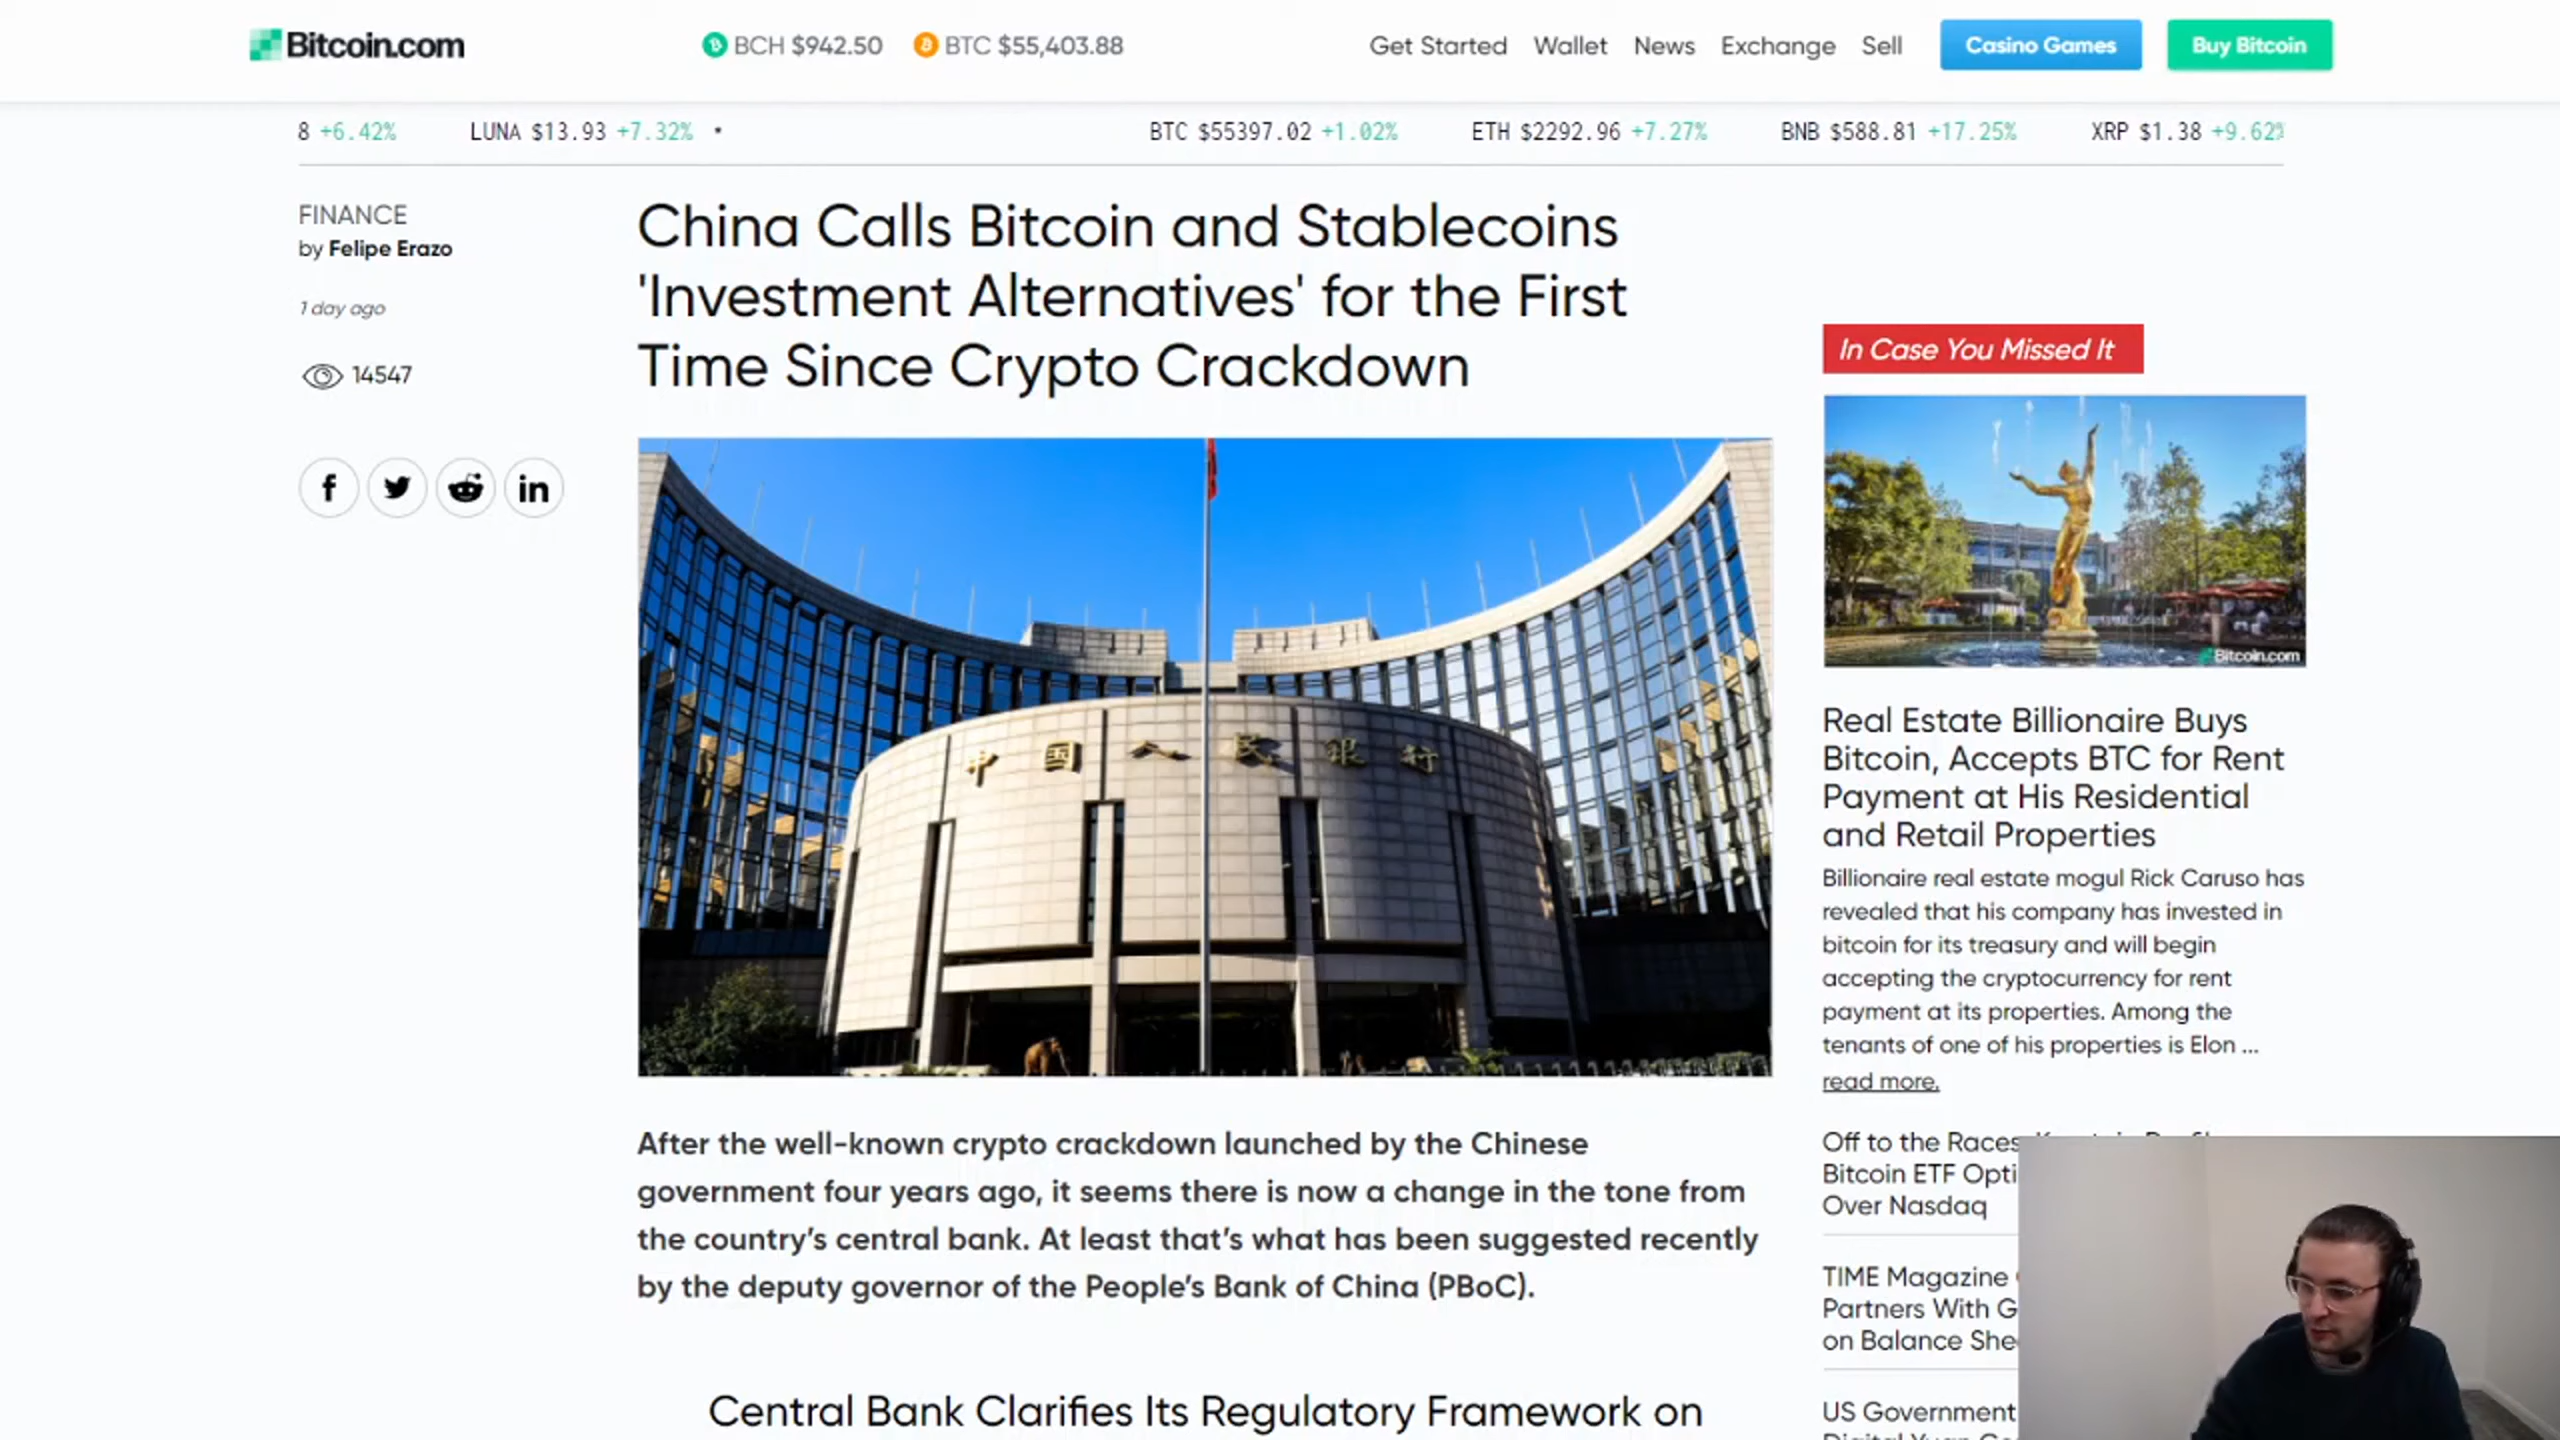 Bitcoin.com
BCH $942.50 BTC $55,403.88
Get Started Wallet News Exchange Sell Casino Games Buy Bitcoin
8 +6.42% LUNA $13.93 +7.32% BTC $55397.02 +1.02% ETH $2292.96 +7.27% BNB $588.81 +17.25% XRP $1.38 +9.62%
FINANCE
by Felipe Erazo
1 day ago
14547
China Calls Bitcoin and Stablecoins
'Investment Alternatives' for the First
Time Since Crypto Crackdown
中国人民银行
After the well-known crypto crackdown launched by the Chinese
government four years ago, it seems there is now a change in the tone from
the country's central bank. At least that's what has been suggested recently
by the deputy governor of the People's Bank of China (PBoC).
Central Bank Clarifies Its Regulatory Framework on
In Case You Missed It
Bitcoin.com
Real Estate Billionaire Buys
Bitcoin, Accepts BTC for Rent
Payment at His Residential
and Retail Properties
Billionaire real estate mogul Rick Caruso has
revealed that his company has invested in
bitcoin for its treasury and will begin
accepting the cryptocurrency for rent
payment at its properties. Among the
tenants of one of his properties is Elon ...
read more.
Off to the Races
Bitcoin ETF Opti
Over Nasdaq
TIME Magazine
Partners With G
on Balance She
US Government